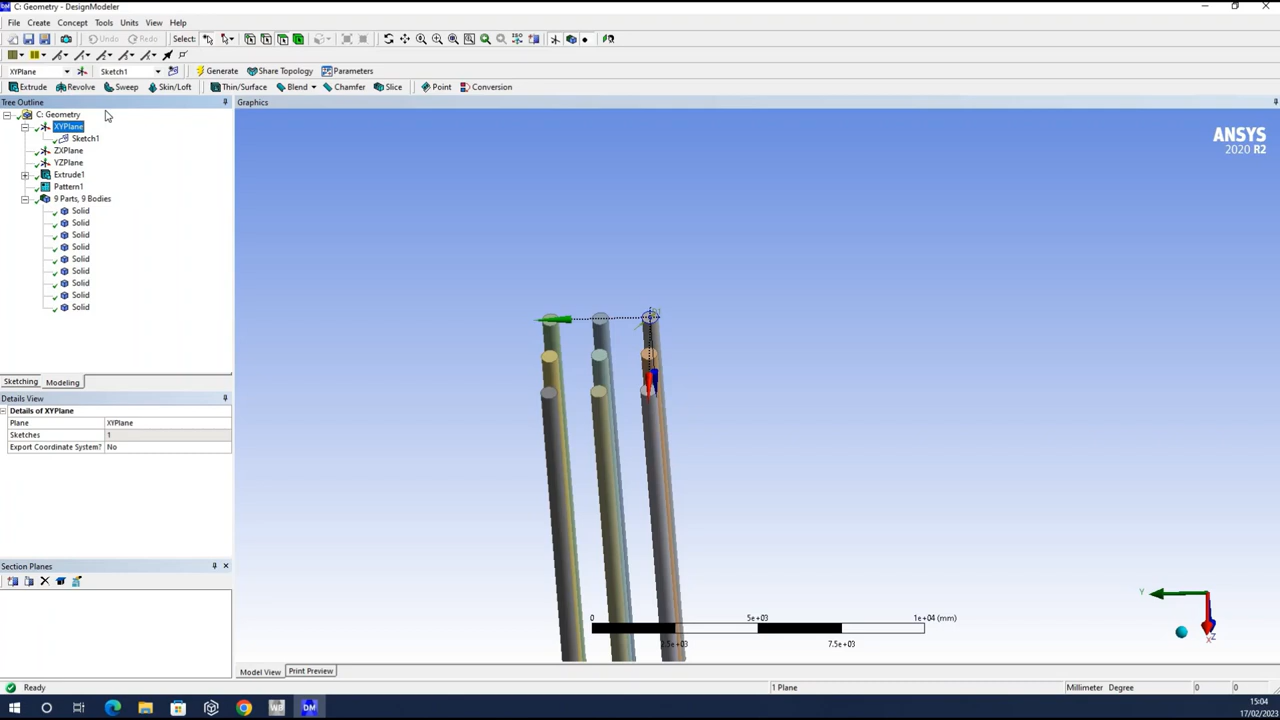 C: Geometry - DesignModeler
File Create Concept Tools Units View Help
Undo Redo Select:
XYPlane Sketch1 Generate Share Topology Parameters
Extrude Revolve Sweep Skin/Loft Thin/Surface Blend Chamfer Slice Point Conversion
Tree Outline
Graphics
C: Geometry
XYPlane
Sketch1
ZXPlane
YZPlane
Extrude1
Pattern1
9 Parts, 9 Bodies
Solid
Solid
Solid
Solid
Solid
Solid
Solid
Solid
Solid
Sketching Modeling
Details View
Details of XYPlane
Plane XYPlane
Sketches 1
Export Coordinate System? No
Section Planes
ANSYS
2020 R2
0 5e+03 1e+04 (mm)
2.5e+03 7.5e+03
Y
X
Z
Model View Print Preview
Ready 1 Plane Millimeter Degree 0 0
WP DM
15:04
17/02/2023